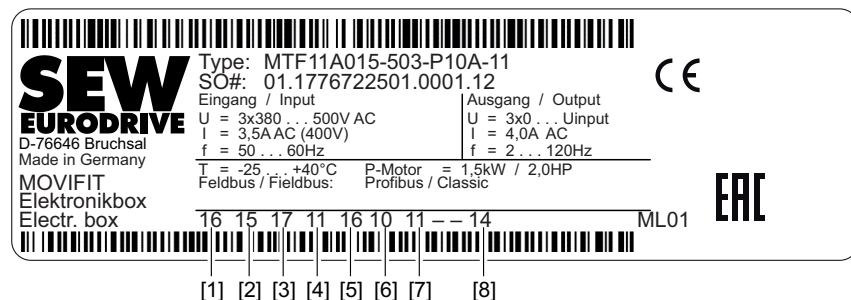 Type: MTF11A015-503-P10A-11
SO#: 01.1776722501.0001.12
CE
SEW
EURODRIVE
D-76646 Bruchsal
Made in Germany
MOVIFIT
Elektronikbox
Electr. box
Eingang / Input
U = 3x380 . . . 500V AC
I = 3,5A AC (400V)
f = 50 . . . 60Hz
Ausgang / Output
U = 3x0 . . . Uinput
I = 4,0A AC
f = 2 . . . 120Hz
T = -25 . . . +40°C P-Motor = 1,5kW / 2,0HP
Feldbus / Fieldbus: Profibus / Classic
16 15 17 11 16 10 11 – – 14 ML01
EAC
[1] [2] [3] [4] [5] [6] [7] [8]